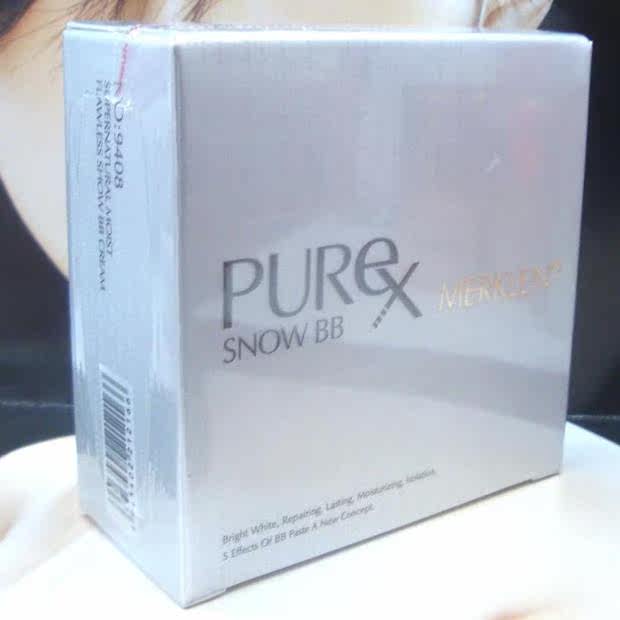 NO:9408
SUPERNATURAL MOIST
FLAWLESS SHOW BB CREAM
PURex
SNOW BB
MERKLEN
Bright White, Repairing, Lasting, Moisturizing, Isolation.
5 Effects Of BB Paste A New Concept.